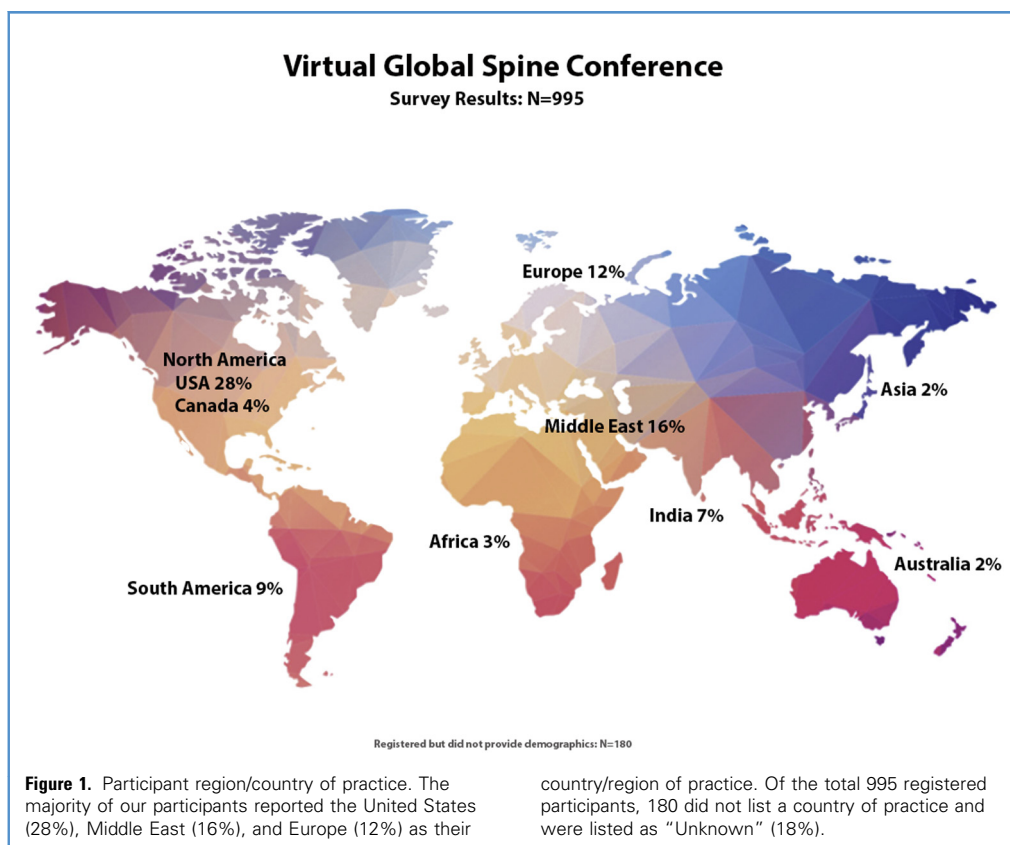 Virtual Global Spine Conference
Survey Results: N=995
Europe 12%
North America
USA 28%
Canada 4%
Asia 2%
Middle East 16%
India 7%
Africa 3%
Australia 2%
South America 9%
Registered but did not provide demographics: N=180
Figure 1. Participant region/country of practice. The
majority of our participants reported the United States
(28%), Middle East (16%), and Europe (12%) as their
country/region of practice. Of the total 995 registered
participants, 180 did not list a country of practice and
were listed as “Unknown” (18%).